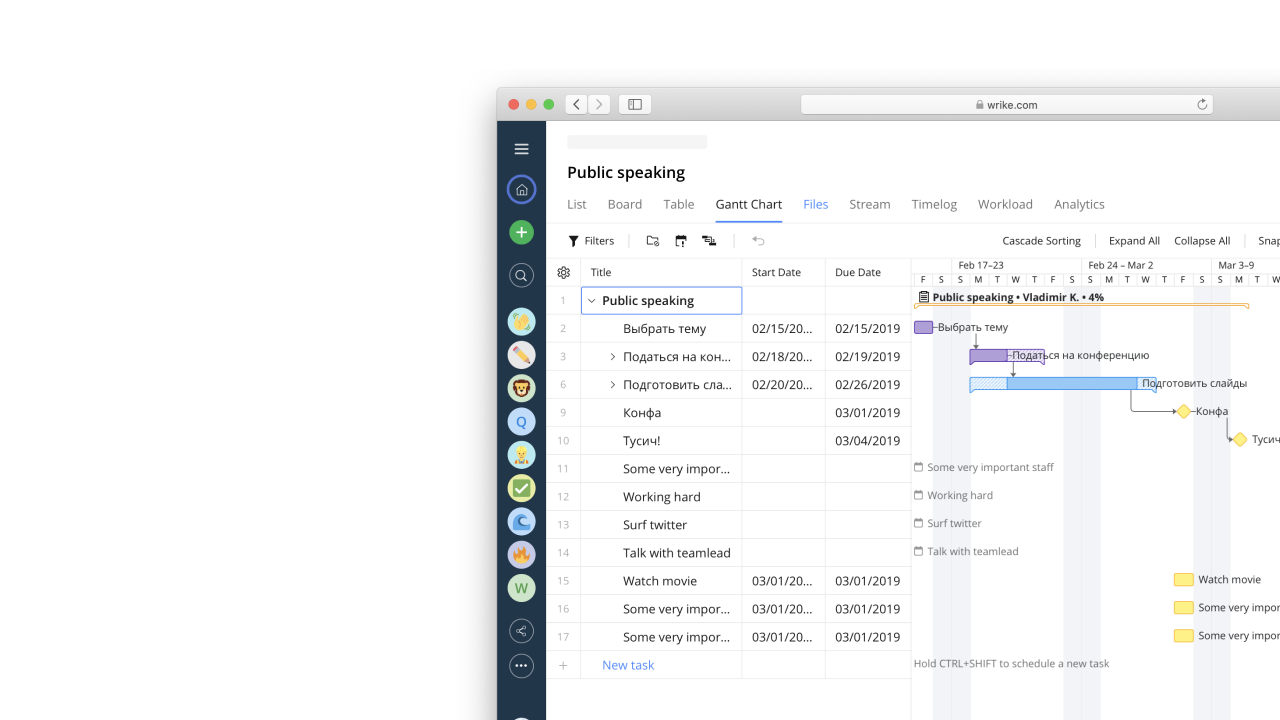 wrike.com
Public speaking
List Board Table Gantt Chart Files Stream Timelog Workload Analytics
Filters Cascade Sorting Expand All Collapse All Snap
Title Start Date Due Date Feb 17–23 Feb 24 – Mar 2 Mar 3–9
F S S M T W T F S S M T W T F S S M T W
1 Public speaking Public speaking • Vladimir K. • 4%
2 Выбрать тему 02/15/20... 02/15/2019 Выбрать тему
3 Податься на кон... 02/18/20... 02/19/2019 Податься на конференцию
6 Подготовить сла... 02/20/20... 02/26/2019 Подготовить слайды
9 Конфа 03/01/2019 Конфа
10 Тусич! 03/04/2019 Тусич
11 Some very impor... Some very important staff
12 Working hard Working hard
13 Surf twitter Surf twitter
14 Talk with teamlead Talk with teamlead
15 Watch movie 03/01/20... 03/01/2019 Watch movie
16 Some very impor... 03/01/20... 03/01/2019 Some very impor
17 Some very impor... 03/01/20... 03/01/2019 Some very impor
+ New task Hold CTRL+SHIFT to schedule a new task
Q
W